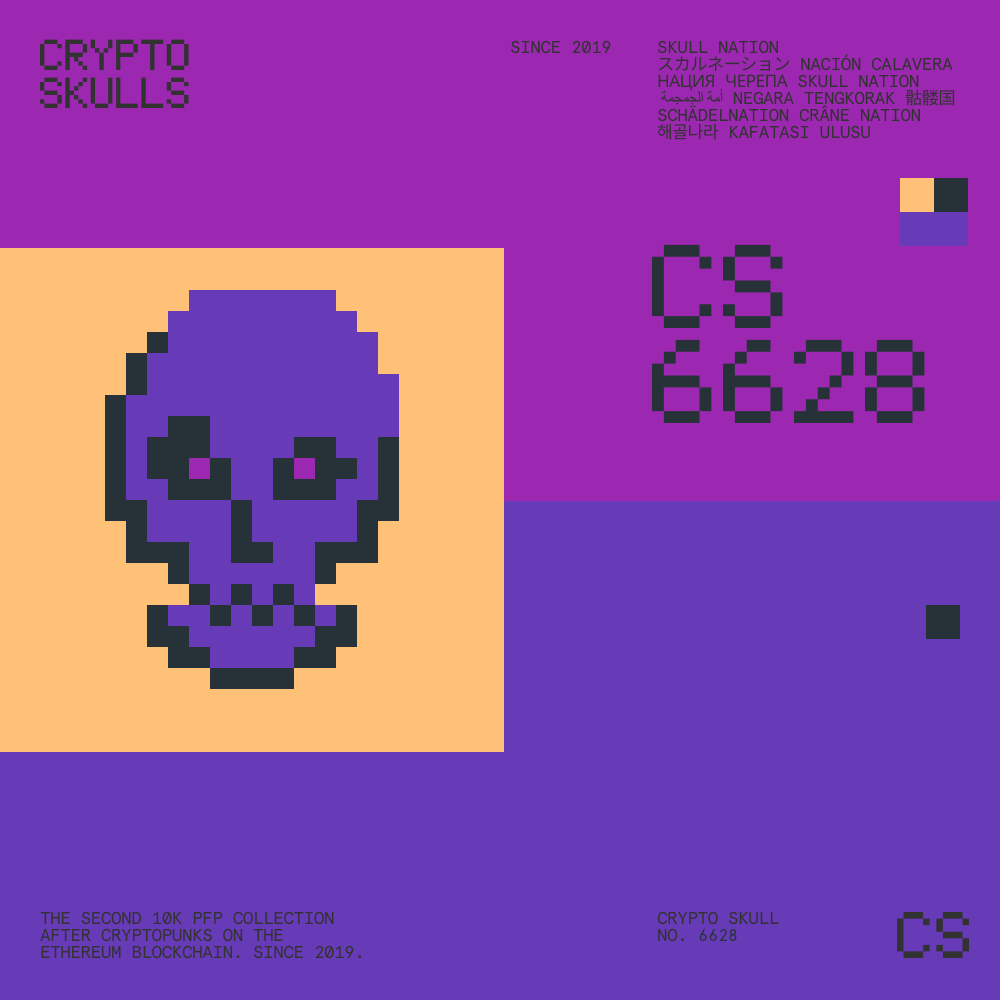 CRYPTO
SKULLS
SINCE 2019
SKULL NATION
スカルネーション NACIÓN CALAVERA
НАЦИЯ ЧЕРЕПА SKULL NATION
أمة الجمجمة NEGARA TENGKORAK 骷髅国
SCHÄDELNATION CRÂNE NATION
해골나라 KAFATASI ULUSU
CS
6628
THE SECOND 10K PFP COLLECTION
AFTER CRYPTOPUNKS ON THE
ETHEREUM BLOCKCHAIN. SINCE 2019.
CRYPTO SKULL
NO. 6628
CS